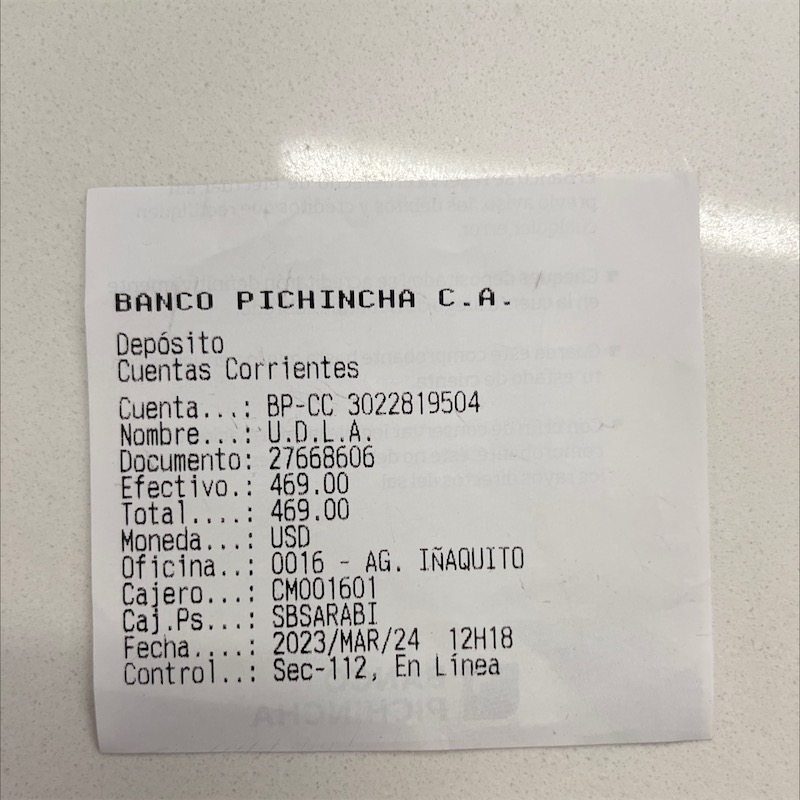 BANCO PICHINCHA C.A.
Depósito
Cuentas Corrientes
Cuenta...: BP-CC 3022819504
Nombre...: U.D.L.A.
Documento: 27668606
Efectivo.: 469.00
Total....: 469.00
Moneda...: USD
Oficina..: 0016 - AG. IÑAQUITO
Cajero...: CM001601
Caj.Ps...: SBSARABI
Fecha....: 2023/MAR/24 12H18
Control..: Sec-112, En Línea